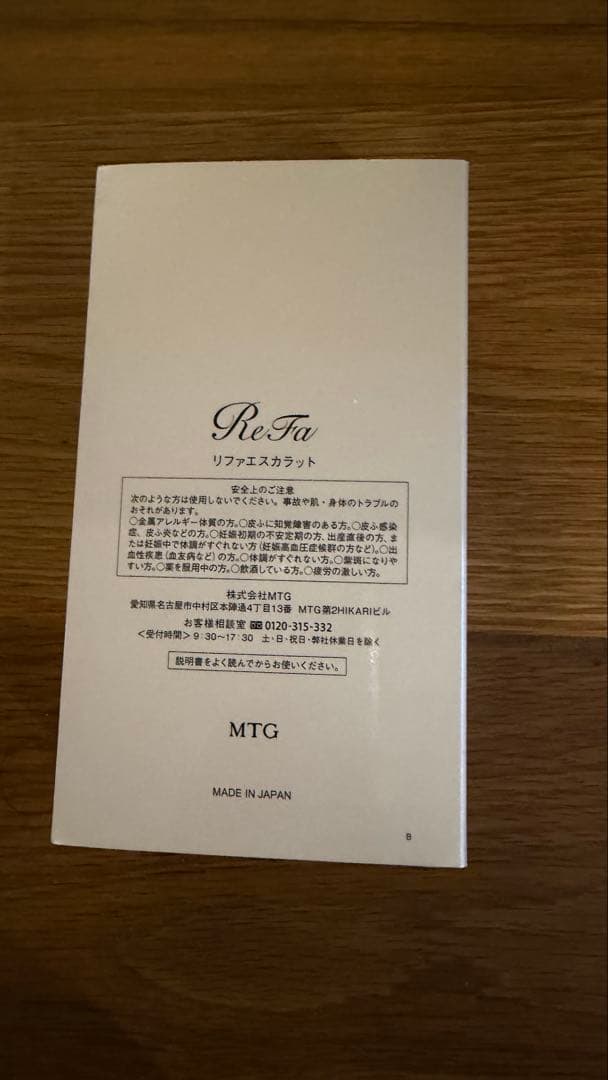 ReFa
リファエスカラット
安全上のご注意
次のような方は使用しないでください。事故や肌・身体のトラブルの
おそれがあります。
○金属アレルギー体質の方。○皮ふに知覚障害のある方。○皮ふ感染
症、皮ふ炎などの方。○妊娠初期の不安定期の方、出産直後の方、ま
たは妊娠中で体調がすぐれない方(妊娠高血圧症候群の方など)。○出
血性疾患(血友病など)の方。○体調がすぐれない方。○紫斑になりや
すい方。○薬を服用中の方。○飲酒している方。○疲労の激しい方。
株式会社MTG
愛知県名古屋市中村区本陣通4丁目13番 MTG第2HIKARIビル
お客様相談室 0120-315-332
<受付時間>9:30〜17:30 土・日・祝日・弊社休業日を除く
説明書をよく読んでからお使いください。
MTG
MADE IN JAPAN
B